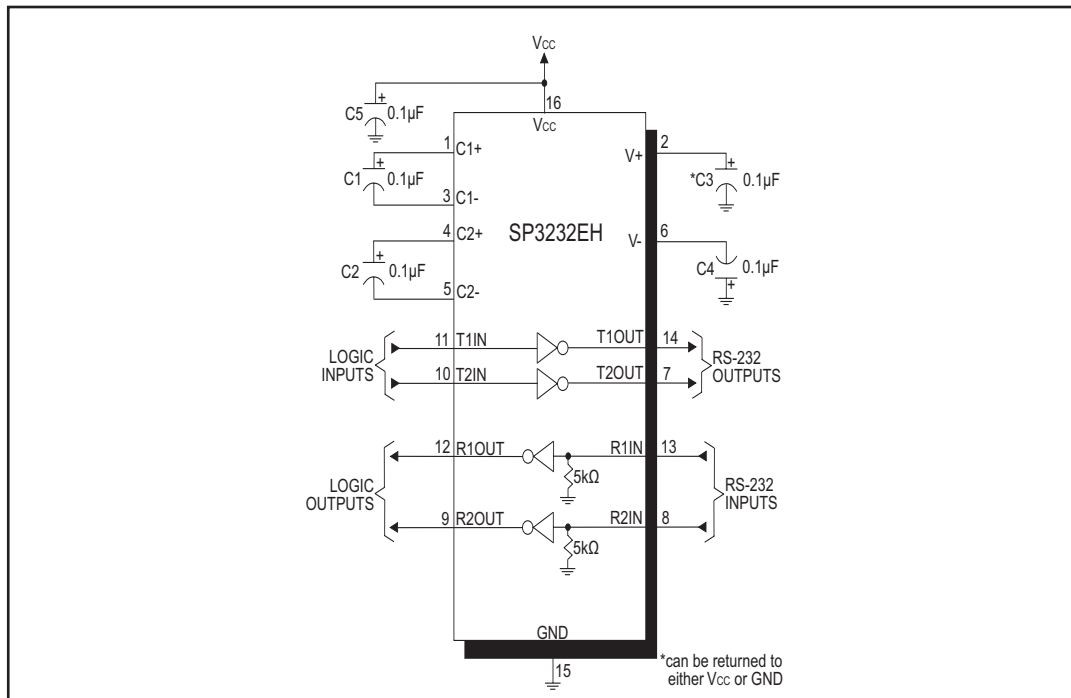 Vcc
+
C5
0.1µF
16
Vcc
1
C1+
+
C1
0.1µF
3
C1-
4
C2+
+
C2
0.1µF
5
C2-
SP3232EH
V+
2
+
*C3
0.1µF
V-
6
C4
0.1µF
+
LOGIC
INPUTS
11
T1IN
T1OUT
14
10
T2IN
T2OUT
7
RS-232
OUTPUTS
LOGIC
OUTPUTS
12
R1OUT
R1IN
13
5kΩ
9
R2OUT
R2IN
8
5kΩ
RS-232
INPUTS
GND
15
*can be returned to
either Vcc or GND